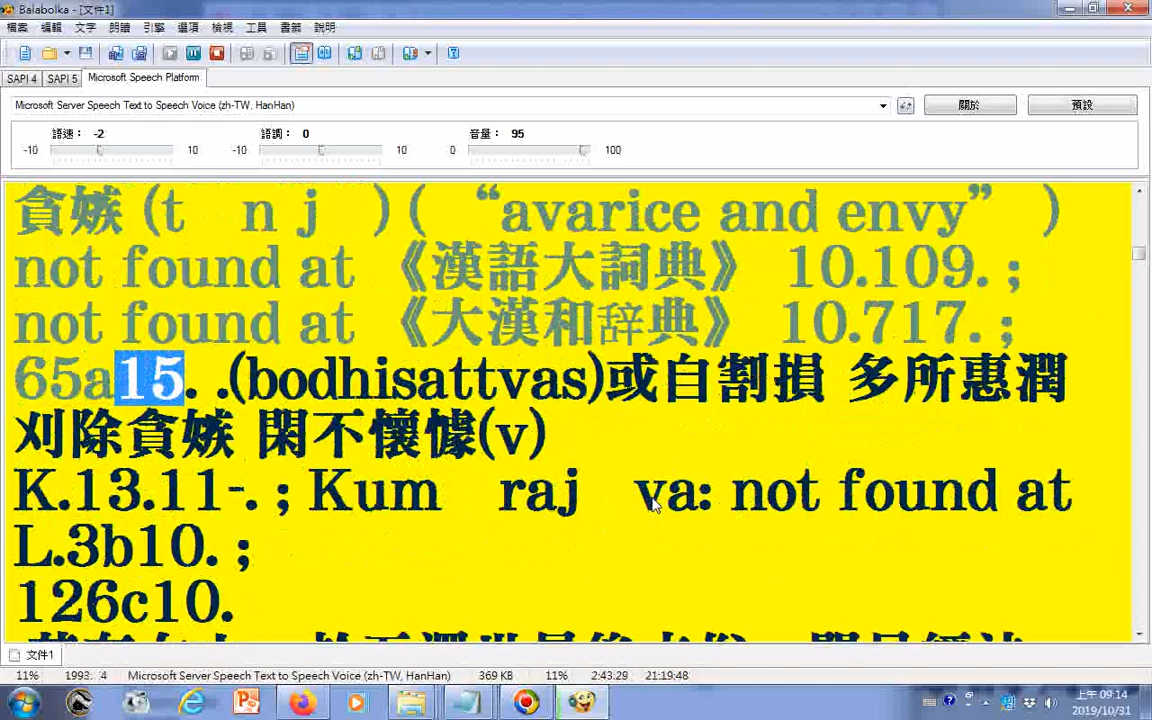 Balabolka - [文件1]
檔案 編輯 文字 朗讀 引擎 選項 檢視 工具 書籤 說明
SAPI 4 SAPI 5 Microsoft Speech Platform
Microsoft Server Speech Text to Speech Voice (zh-TW, HanHan)
關於 預設
語速： -2 語調： 0 音量： 95
-10 10 -10 10 0 100
貪嫉 (t n j )( “avarice and envy” )
not found at 《漢語大詞典》 10.109. ;
not found at 《大漢和辞典》 10.717. ;
65a15. .(bodhisattvas)或自割損 多所惠潤
刈除貪嫉 閑不懷懅(v)
K.13.11-. ; Kum raj va: not found at
L.3b10. ;
126c10.
文件1
11% Microsoft Server Speech Text to Speech Voice (zh-TW, HanHan) 369 KB 11% 2:43:29 21:19:48
上午 09:14
2019/10/31